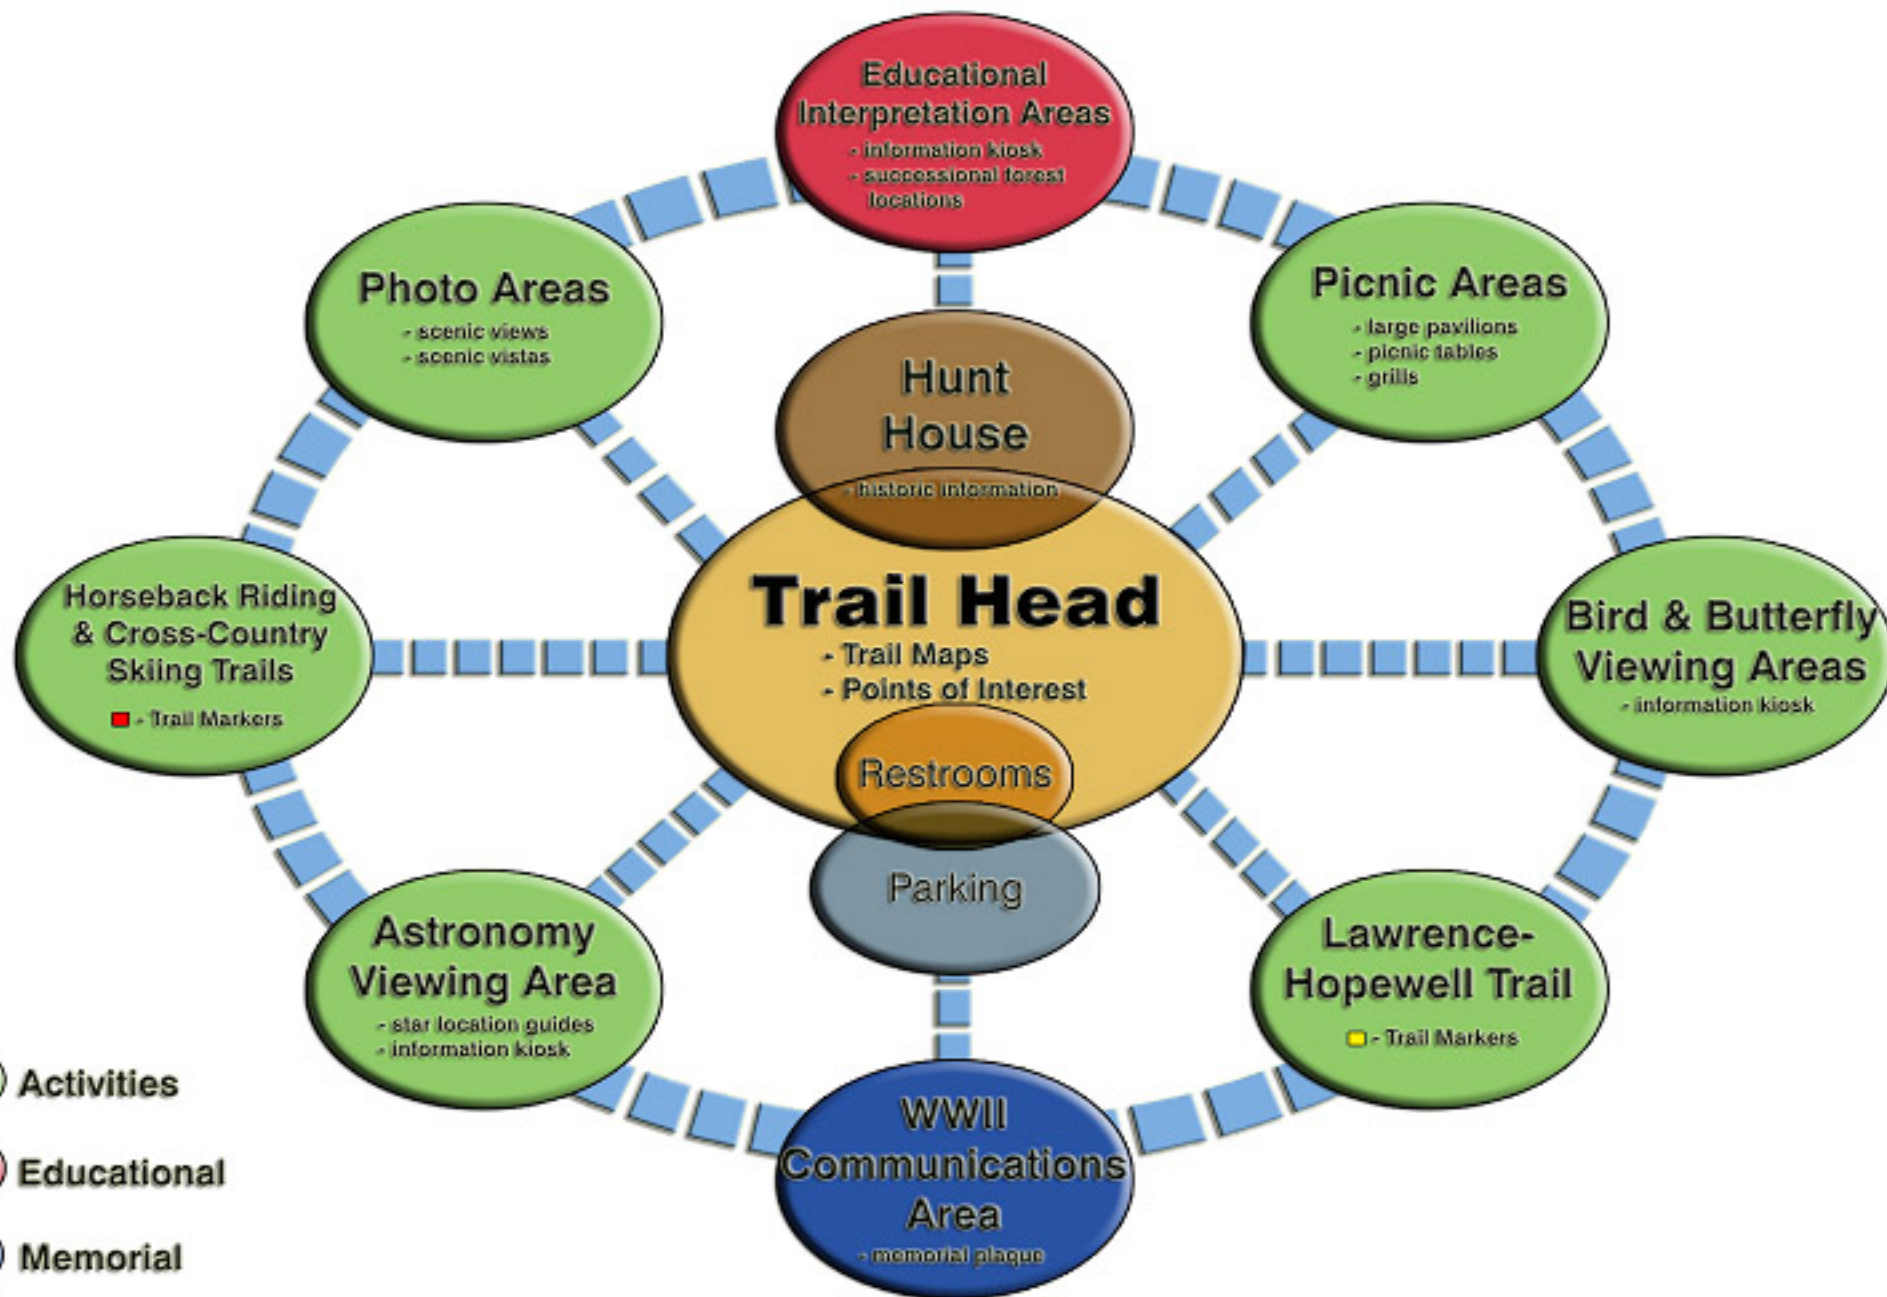 Educational
Interpretation Areas
- information kiosk
- successional forest
locations
Photo Areas
- scenic views
- scenic vistas
Picnic Areas
- large pavilions
- picnic tables
- grills
Hunt
House
- historic information
Horseback Riding
& Cross-Country
Skiing Trails
- Trail Markers
Trail Head
- Trail Maps
- Points of Interest
Restrooms
Parking
Bird & Butterfly
Viewing Areas
- information kiosk
Astronomy
Viewing Area
- star location guides
- information kiosk
Lawrence-
Hopewell Trail
- Trail Markers
WWII
Communications
Area
- memorial plaque
Activities
Educational
Memorial